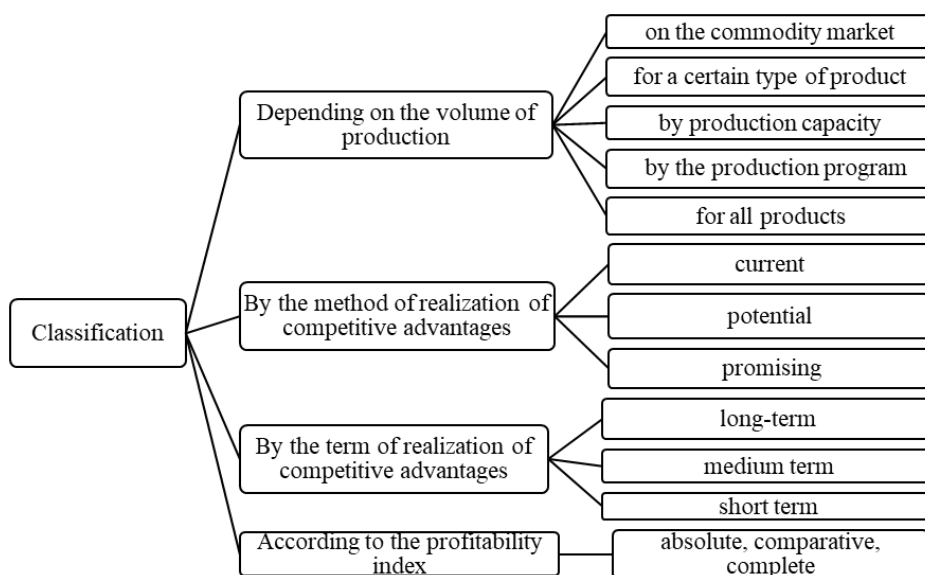 Classification
Depending on the volume of
production
on the commodity market
for a certain type of product
by production capacity
by the production program
for all products
By the method of realization of
competitive advantages
current
potential
promising
By the term of realization of
competitive advantages
long-term
medium term
short term
According to the profitability
index
absolute, comparative,
complete